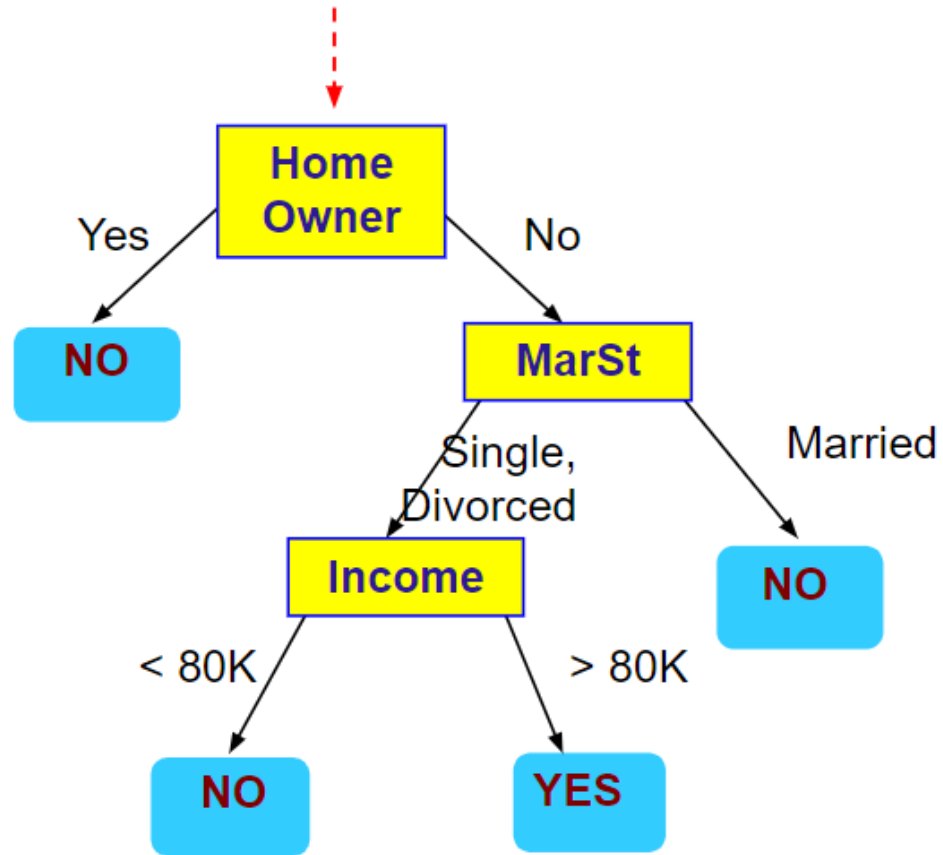 Home
Owner
Yes
No
NO
MarSt
Single,
Divorced
Married
Income
NO
< 80K
> 80K
NO
YES